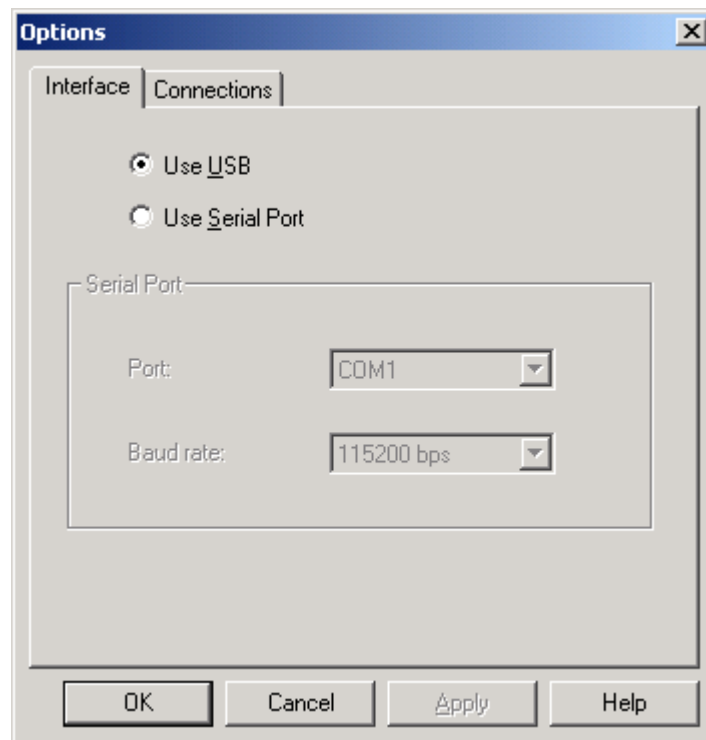 Options
Interface Connections
Use USB
Use Serial Port
Serial Port
Port: COM1
Baud rate: 115200 bps
OK Cancel Apply Help